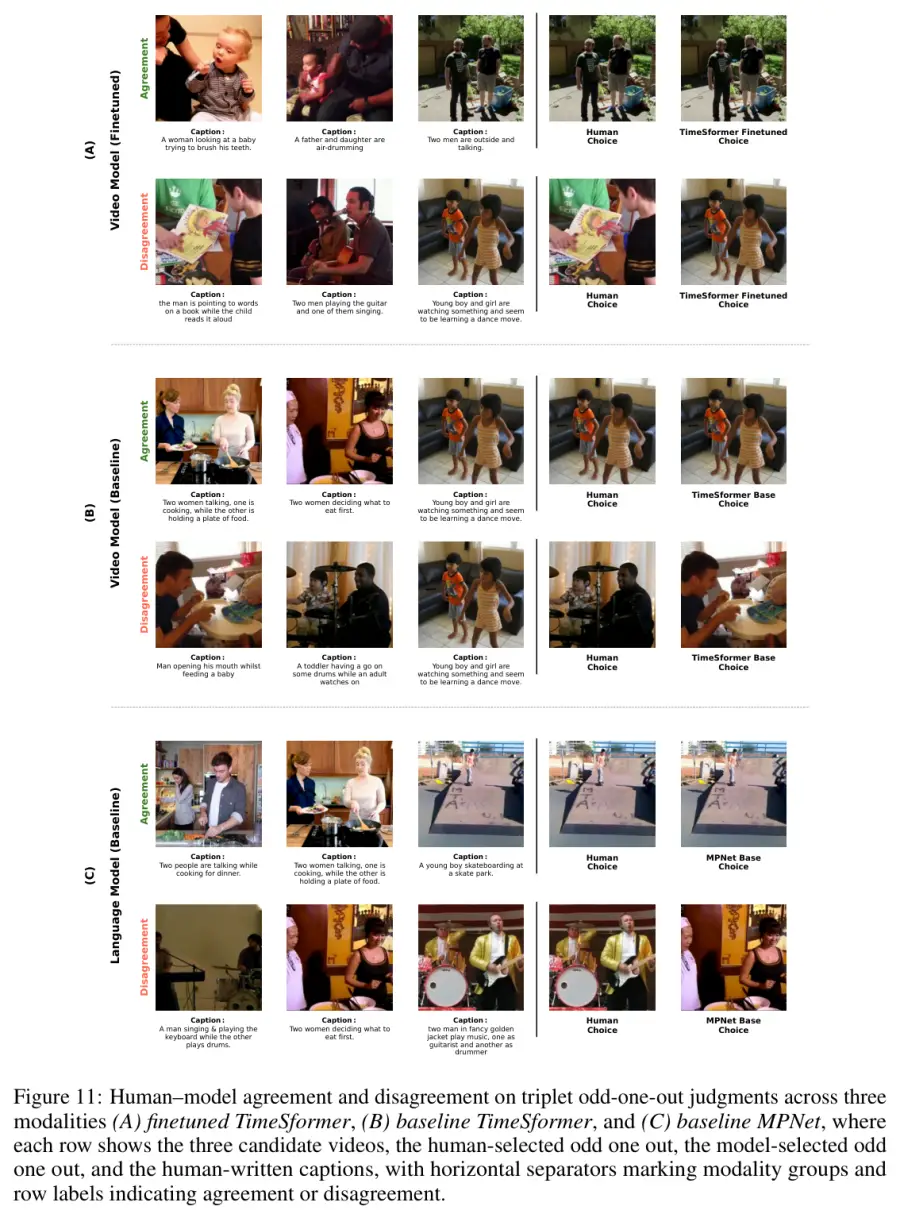 (A)
Video Model (Finetuned)
Agreement
Caption:
A woman looking at a baby
trying to brush his teeth.
Caption:
A father and daughter are
air-drumming
Caption:
Two men are outside and
talking.
Human
Choice
TimeSformer Finetuned
Choice
Disagreement
Caption:
the man is pointing to words
on a book while the child
reads it aloud
Caption:
Two men playing the guitar
and one of them singing.
Caption:
Young boy and girl are
watching something and seem
to be learning a dance move.
Human
Choice
TimeSformer Finetuned
Choice
(B)
Video Model (Baseline)
Agreement
Caption:
Two women talking, one is
cooking, while the other is
holding a plate of food.
Caption:
Two women deciding what to
eat first.
Caption:
Young boy and girl are
watching something and seem
to be learning a dance move.
Human
Choice
TimeSformer Base
Choice
Disagreement
Caption:
Man opening his mouth whilst
feeding a baby
Caption:
A toddler having a go on
some drums while an adult
watches on
Caption:
Young boy and girl are
watching something and seem
to be learning a dance move.
Human
Choice
TimeSformer Base
Choice
(C)
Language Model (Baseline)
Agreement
Caption:
Two people are talking while
cooking for dinner.
Caption:
Two women talking, one is
cooking, while the other is
holding a plate of food.
Caption:
A young boy skateboarding at
a skate park.
Human
Choice
MPNet Base
Choice
Disagreement
Caption:
A man singing & playing the
keyboard while the other
plays drums.
Caption:
Two women deciding what to
eat first.
Caption:
two man in fancy golden
jacket play music, one as
guitarist and another as
drummer
Human
Choice
MPNet Base
Choice
Figure 11: Human–model agreement and disagreement on triplet odd-one-out judgments across three
modalities (A) finetuned TimeSformer, (B) baseline TimeSformer, and (C) baseline MPNet, where
each row shows the three candidate videos, the human-selected odd one out, the model-selected odd
one out, and the human-written captions, with horizontal separators marking modality groups and
row labels indicating agreement or disagreement.